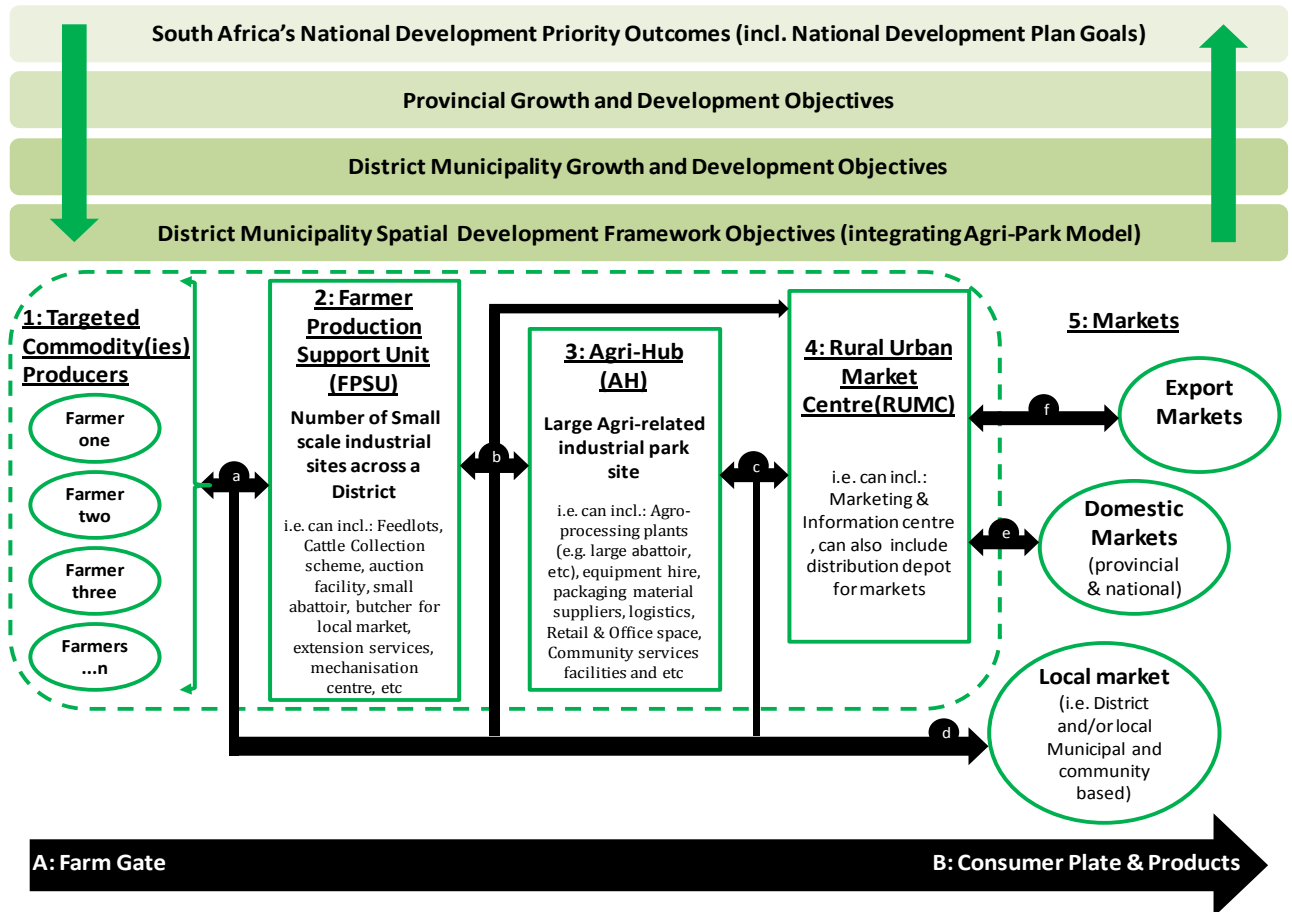 South Africa's National Development Priority Outcomes (incl. National Development Plan Goals)
Provincial Growth and Development Objectives
District Municipality Growth and Development Objectives
District Municipality Spatial Development Framework Objectives (integrating Agri-Park Model)
1: Targeted
Commodity(ies)
Producers
Farmer
one
Farmer
two
Farmer
three
Farmers
...n
a
2: Farmer
Production
Support Unit
(FPSU)
Number of Small
scale industrial
sites across a
District
i.e. can incl.: Feedlots,
Cattle Collection
scheme, auction
facility, small
abattoir, butcher for
local market,
extension services,
mechanisation
centre, etc
b
3: Agri-Hub
(AH)
Large Agri-related
industrial park
site
i.e. can incl.: Agro-
processing plants
(e.g. large abattoir,
etc), equipment hire,
packaging material
suppliers, logistics,
Retail & Office space,
Community services
facilities and etc
c
4: Rural Urban
Market
Centre(RUMC)
i.e. can incl.:
Marketing &
Information centre
, can also include
distribution depot
for markets
5: Markets
f
Export
Markets
e
Domestic
Markets
(provincial
& national)
d
Local market
(i.e. District
and/or local
Municipal and
community
based)
A: Farm Gate
B: Consumer Plate & Products